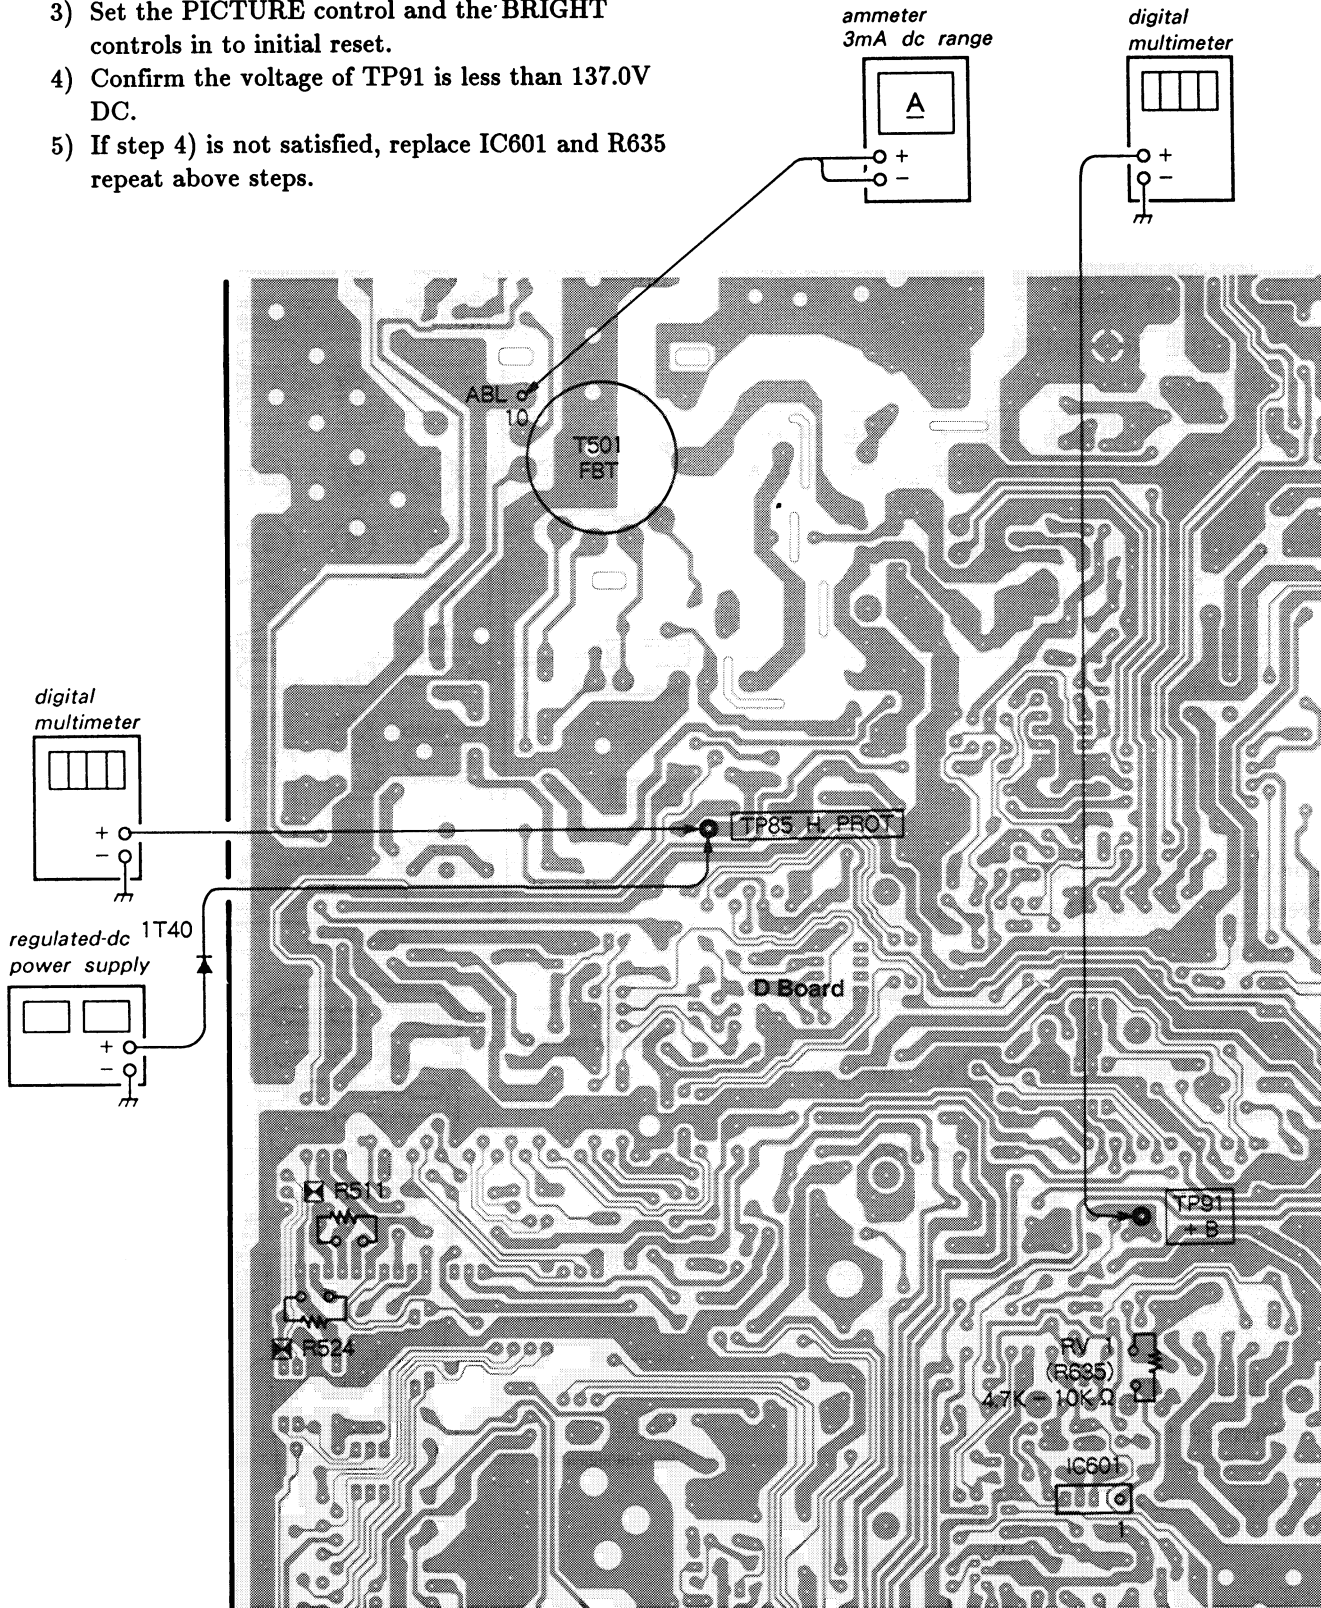 3) Set the PICTURE control and the BRIGHT
controls in to initial reset.
4) Confirm the voltage of TP91 is less than 137.0V
DC.
5) If step 4) is not satisfied, replace IC601 and R635
repeat above steps.
ammeter
3mA dc range
A
+
−
digital
multimeter
+
−
ABL
10
T501
FBT
digital
multimeter
+
−
TP85 H. PROT
1T40
regulated-dc
power supply
+
−
D Board
R511
TP91
+ B
R524
RV 1
(R635)
4.7K − 10K Ω
IC601
1